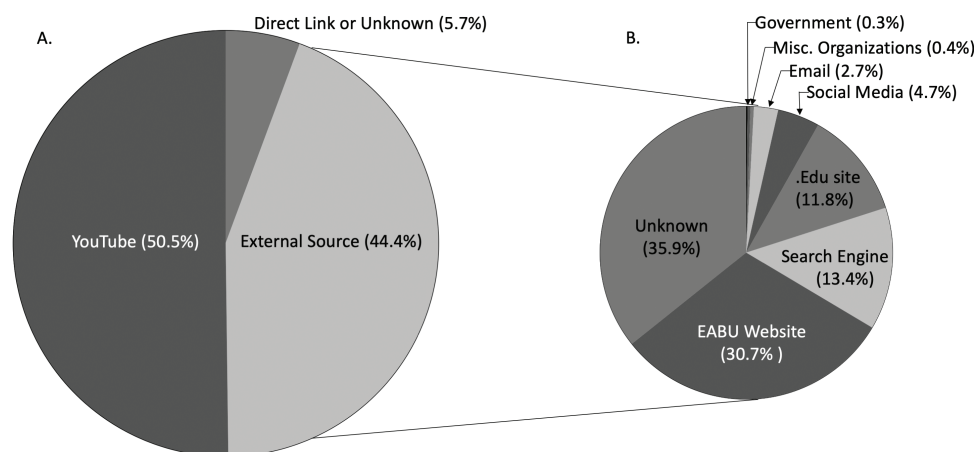 A.
Direct Link or Unknown (5.7%)
YouTube (50.5%)
External Source (44.4%)
B.
Government (0.3%)
Misc. Organizations (0.4%)
Email (2.7%)
Social Media (4.7%)
.Edu site
(11.8%)
Search Engine
(13.4%)
EABU Website
(30.7% )
Unknown
(35.9%)